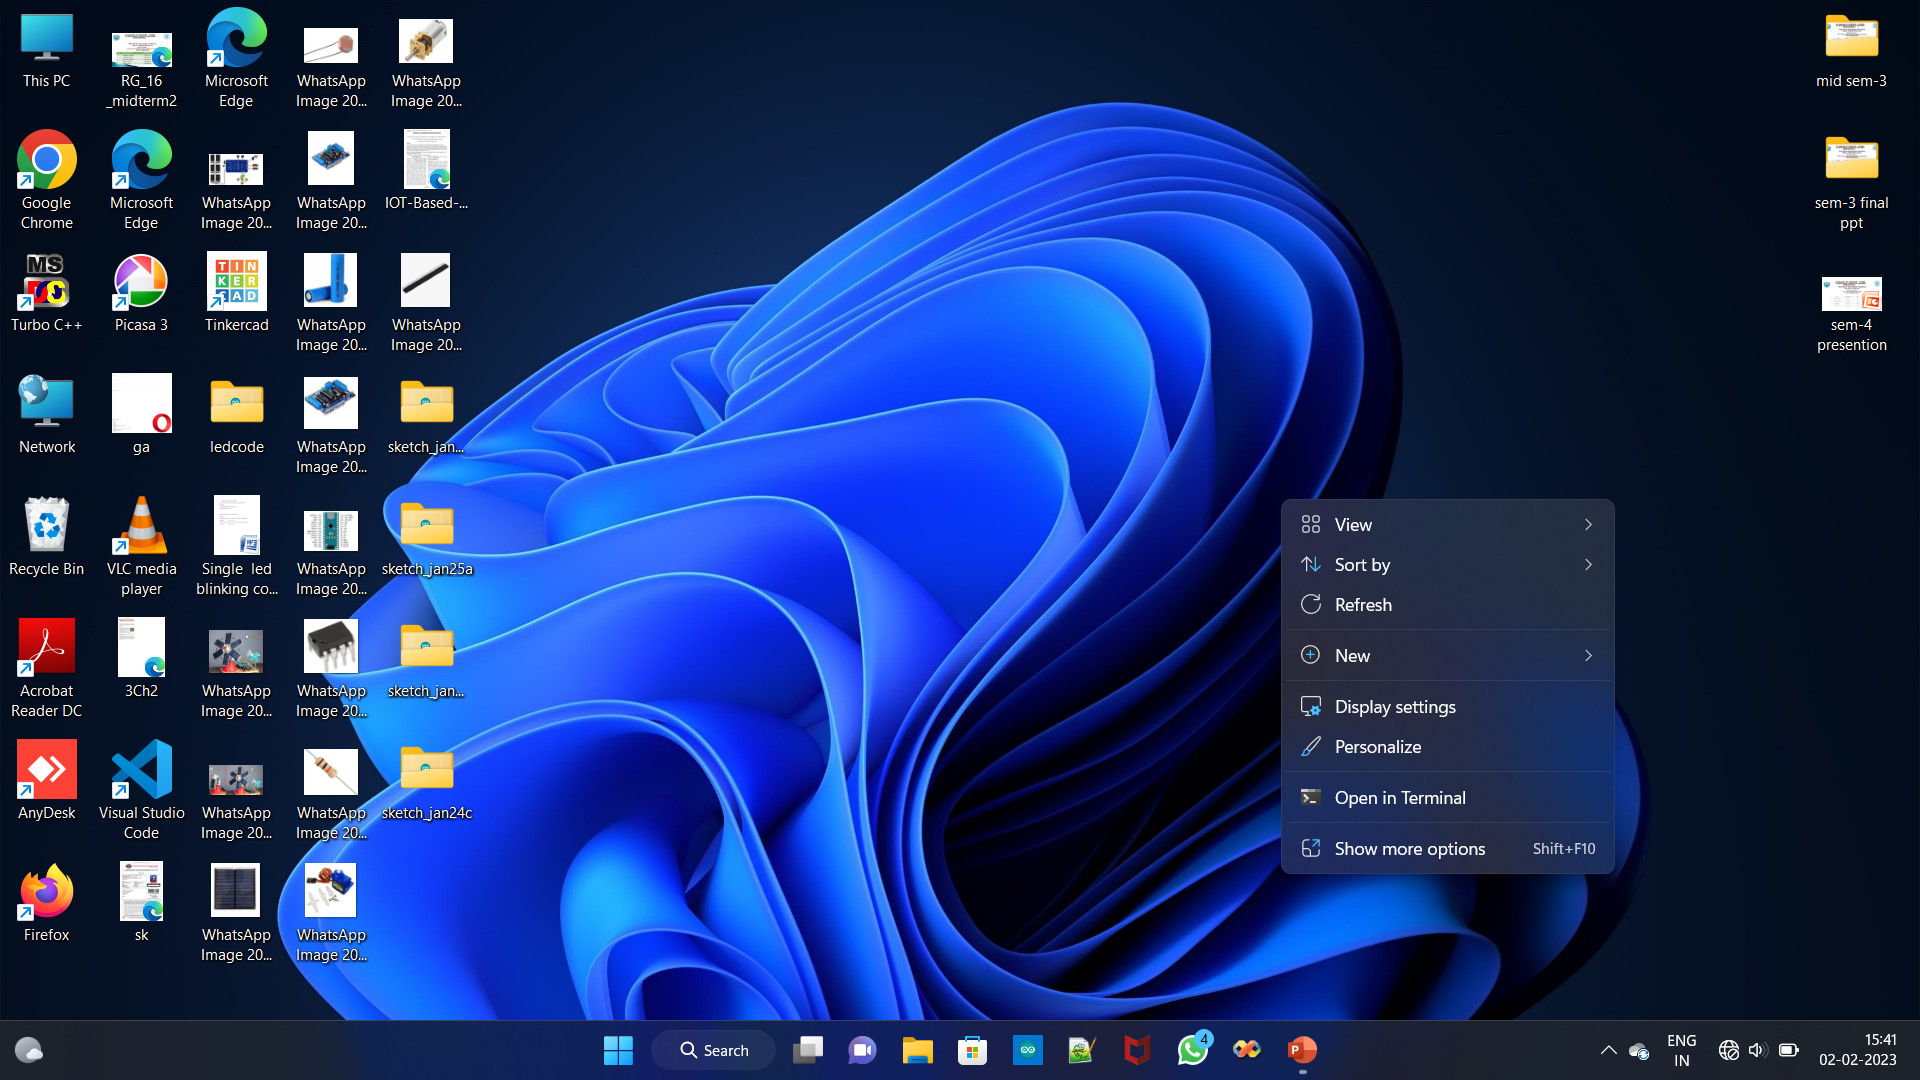 This PC
RG_16
_midterm2
Microsoft
Edge
WhatsApp
Image 20...
WhatsApp
Image 20...
Google
Chrome
Microsoft
Edge
WhatsApp
Image 20...
WhatsApp
Image 20...
IOT-Based-...
MS
DOS
Turbo C++
Picasa 3
TIN
KER
CAD
Tinkercad
WhatsApp
Image 20...
WhatsApp
Image 20...
Network
ga
ledcode
WhatsApp
Image 20...
sketch_jan...
Recycle Bin
VLC media
player
Single led
blinking co...
WhatsApp
Image 20...
sketch_jan25a
Acrobat
Reader DC
3Ch2
WhatsApp
Image 20...
WhatsApp
Image 20...
sketch_jan...
AnyDesk
Visual Studio
Code
WhatsApp
Image 20...
WhatsApp
Image 20...
sketch_jan24c
Firefox
sk
WhatsApp
Image 20...
WhatsApp
Image 20...
mid sem-3
sem-3 final
ppt
sem-4
presention
View
Sort by
Refresh
New
Display settings
Personalize
Open in Terminal
Show more options Shift+F10
Search
4
P
ENG
IN
15:41
02-02-2023